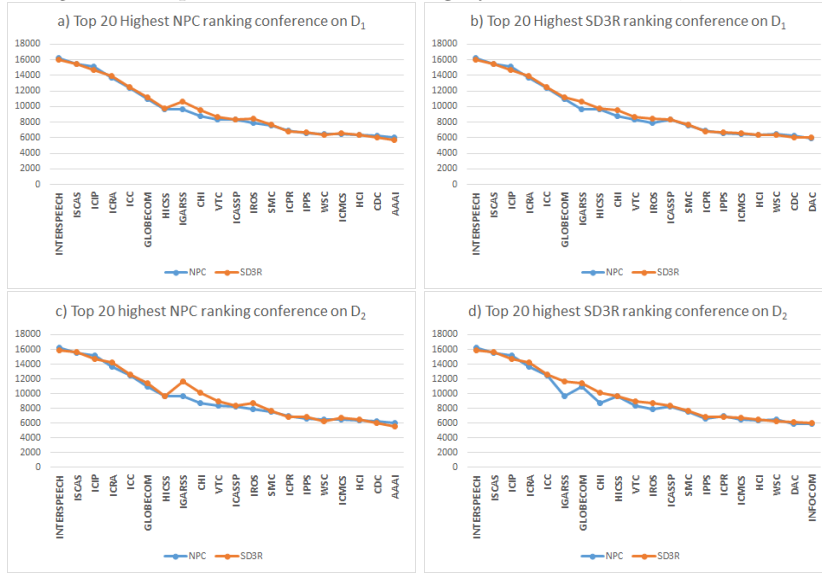 a) Top 20 Highest NPC ranking conference on D1
18000
16000
14000
12000
10000
8000
6000
4000
2000
0
INTERSPEECH
ISCAS
ICIP
ICRA
ICC
GLOBECOM
HICSS
IGARSS
CHI
VTC
ICASSP
IROS
SMC
ICPR
IPPS
WSC
ICMCS
HCI
CDC
AAAI
NPC SD3R
b) Top 20 Highest SD3R ranking conference on D1
18000
16000
14000
12000
10000
8000
6000
4000
2000
0
INTERSPEECH
ISCAS
ICIP
ICRA
ICC
GLOBECOM
IGARSS
HICSS
CHI
VTC
IROS
ICASSP
SMC
ICPR
IPPS
ICMCS
HCI
WSC
CDC
DAC
NPC SD3R
c) Top 20 highest NPC ranking conference on D2
18000
16000
14000
12000
10000
8000
6000
4000
2000
0
INTERSPEECH
ISCAS
ICIP
ICRA
ICC
GLOBECOM
HICSS
IGARSS
CHI
VTC
ICASSP
IROS
SMC
ICPR
IPPS
WSC
ICMCS
HCI
CDC
AAAI
NPC SD3R
d) Top 20 highest SD3R ranking conference on D2
18000
16000
14000
12000
10000
8000
6000
4000
2000
0
INTERSPEECH
ISCAS
ICIP
ICRA
ICC
IGARSS
GLOBECOM
CHI
HICSS
VTC
IROS
ICASSP
SMC
IPPS
ICPR
ICMCS
HCI
WSC
DAC
INFOCOM
NPC SD3R